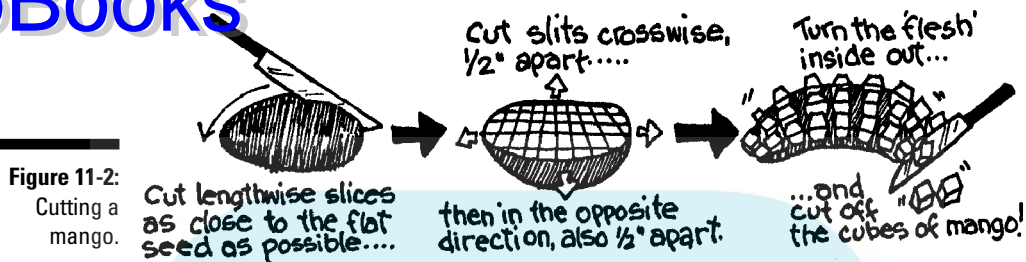 Books
Cut slits crosswise,
1/2" apart.....
Turn the 'flesh'
inside out...
Figure 11-2:
Cutting a
mango.
Cut lengthwise slices
as close to the flat
seed as possible....
then in the opposite
direction, also 1/2" apart.
...and
cut off
the cubes of mango!